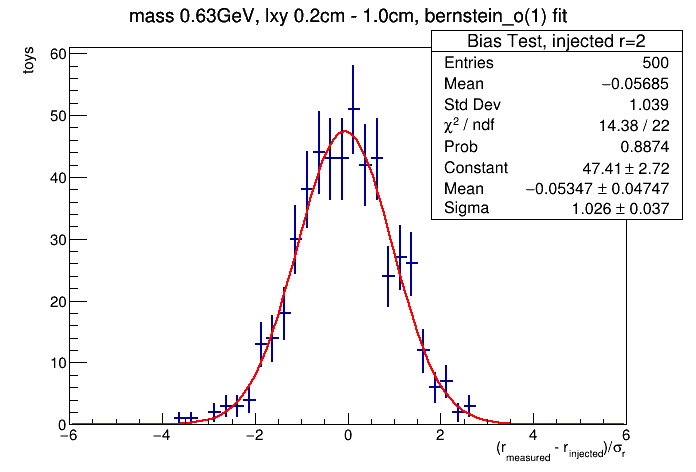 mass 0.63GeV, lxy 0.2cm - 1.0cm, bernstein_o(1) fit
Bias Test, injected r=2
Entries 500
Mean −0.05685
Std Dev 1.039
χ² / ndf 14.38 / 22
Prob 0.8874
Constant 47.41 ± 2.72
Mean −0.05347 ± 0.04747
Sigma 1.026 ± 0.037
toys
60
50
40
30
20
10
0
−6 −4 −2 0 2 4 6
(r_measured - r_injected)/σ_r